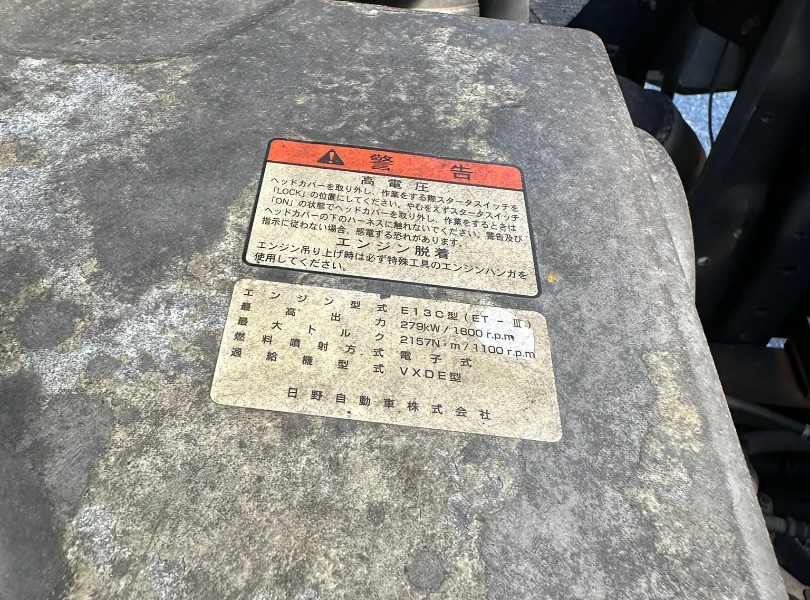 ⚠ 警告
高電圧
ヘッドカバーを取り外し、作業をする際スタータスイッチを
「LOCK」の位置にしてください。やむをえずスタータスイッチ
「ON」の状態でヘッドカバーを取り外し、作業をするときは
ヘッドカバーの下のハーネスに触れないでください。警告及び
指示に従わない場合、感電する恐れがあります。
エンジン脱着
エンジン吊り上げ時は必ず特殊工具のエンジンハンガを
使用してください。
エンジン型式 E13C型(ET-Ⅲ)
最高出力 279kW/1800r.p.m
最大トルク 2157N・m/1100r.p.m
燃料噴射方式 電子式
過給機型式 VXDE型
日野自動車株式会社